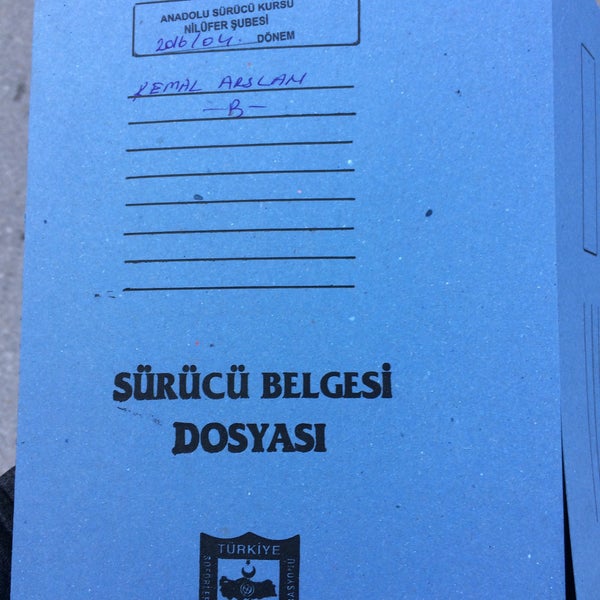 ANADOLU SÜRÜCÜ KURSU
NİLÜFER ŞUBESİ
2016/04. DÖNEM
KEMAL ARSLAN
-B-
SÜRÜCÜ BELGESİ
DOSYASI
TÜRKİYE